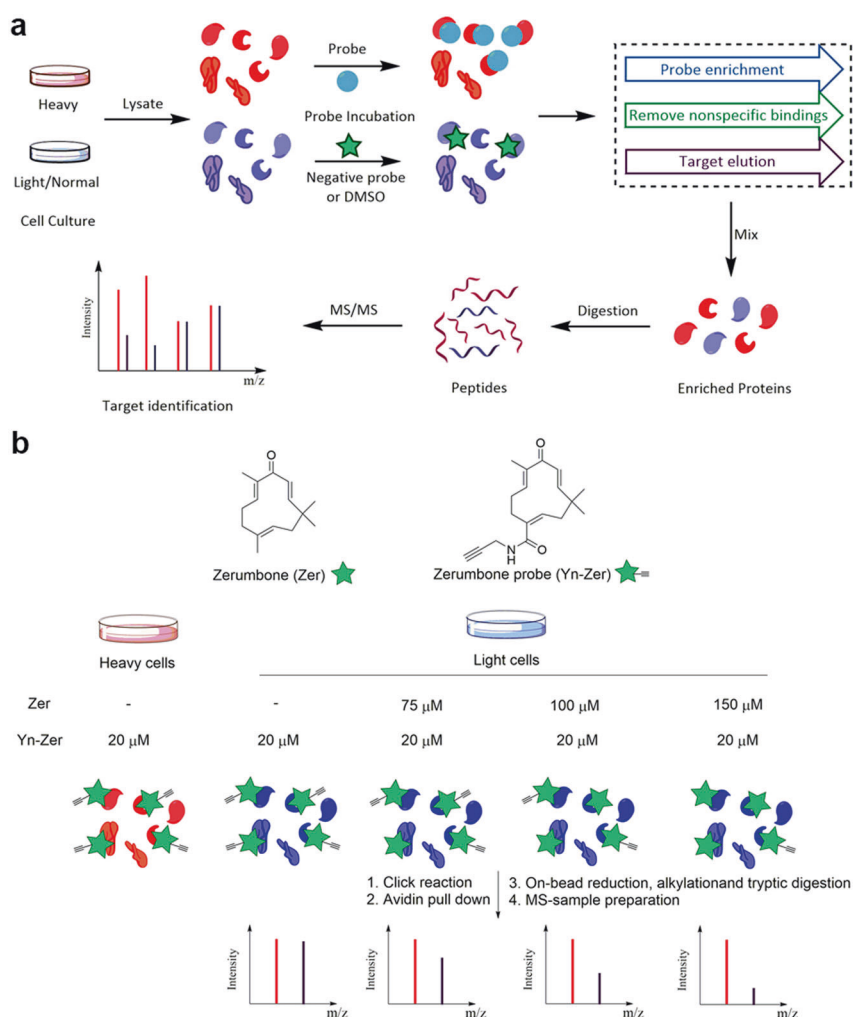 a
Heavy
Light/Normal
Cell Culture
Lysate
Probe
Probe Incubation
Negative probe
or DMSO
Probe enrichment
Remove nonspecific bindings
Target elution
Mix
Enriched Proteins
Digestion
Peptides
MS/MS
Intensity
m/z
Target identification
b
O
N
H
O
O
Zerumbone (Zer)
Zerumbone probe (Yn-Zer)
Heavy cells
Light cells
Zer - - 75 μM 100 μM 150 μM
Yn-Zer 20 μM 20 μM 20 μM 20 μM 20 μM
1. Click reaction
2. Avidin pull down
3. On-bead reduction, alkylationand tryptic digestion
4. MS-sample preparation
Intensity
m/z
Intensity
m/z
Intensity
m/z
Intensity
m/z